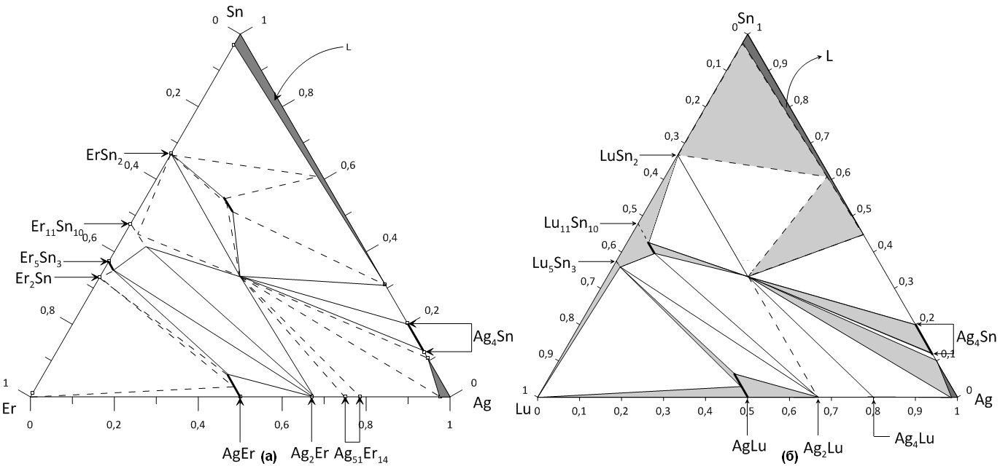 Sn
0 1
L
0,2
0,8
ErSn2
0,4
0,6
Er11Sn10
0,6
0,4
Er5Sn3
Er2Sn
0,8
0,2
Ag4Sn
1
0
Er
Ag
0 0,2 0,4 0,6 0,8 1
AgEr (а) Ag2Er Ag51Er14
Sn
0 1
L
0,1
0,9
0,2
0,8
0,3
0,7
LuSn2
0,4
0,6
0,5
0,5
Lu11Sn10
0,6
0,4
Lu5Sn3
0,7
0,3
0,8
0,2
Ag4Sn
0,9
0,1
1
0
Lu
Ag
0 0,1 0,2 0,3 0,4 0,5 0,6 0,7 0,8 0,9 1
AgLu (б) Ag2Lu Ag4Lu